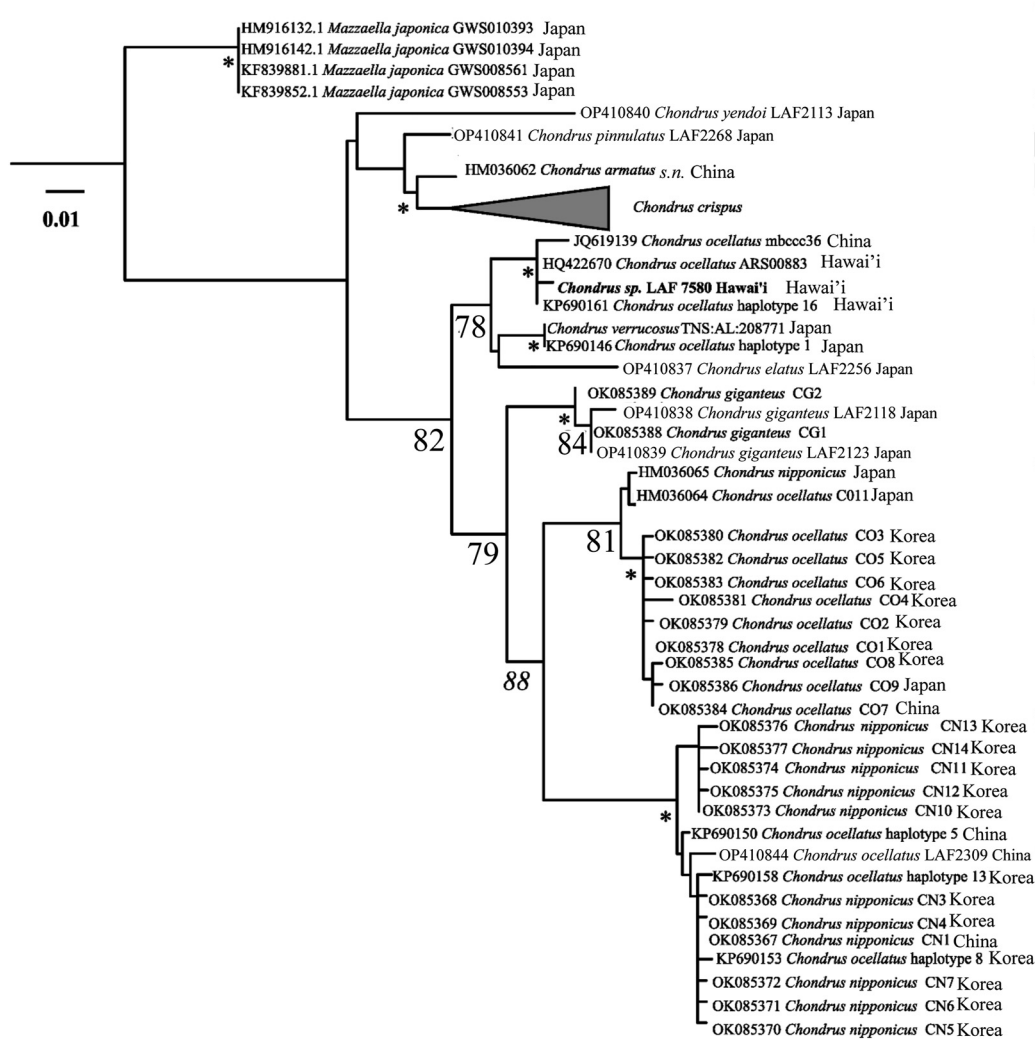 HM916132.1 Mazzaella japonica GWS010393 Japan
HM916142.1 Mazzaella japonica GWS010394 Japan
KF839881.1 Mazzaella japonica GWS008561 Japan
*
KF839852.1 Mazzaella japonica GWS008553 Japan
OP410840 Chondrus yendoi LAF2113 Japan
OP410841 Chondrus pinnulatus LAF2268 Japan
HM036062 Chondrus armatus s.n. China
0.01
*
Chondrus crispus
JQ619139 Chondrus ocellatus mbccc36 China
HQ422670 Chondrus ocellatus ARS00883 Hawai'i
*
Chondrus sp. LAF 7580 Hawai'i Hawai'i
KP690161 Chondrus ocellatus haplotype 16 Hawai'i
78
Chondrus verrucosus TNS:AL:208771 Japan
*
KP690146 Chondrus ocellatus haplotype 1 Japan
OP410837 Chondrus elatus LAF2256 Japan
OK085389 Chondrus giganteus CG2
OP410838 Chondrus giganteus LAF2118 Japan
*
82
84
OK085388 Chondrus giganteus CG1
OP410839 Chondrus giganteus LAF2123 Japan
HM036065 Chondrus nipponicus Japan
HM036064 Chondrus ocellatus C011 Japan
OK085380 Chondrus ocellatus CO3 Korea
81
79
OK085382 Chondrus ocellatus CO5 Korea
*
OK085383 Chondrus ocellatus CO6 Korea
OK085381 Chondrus ocellatus CO4 Korea
OK085379 Chondrus ocellatus CO2 Korea
OK085378 Chondrus ocellatus CO1 Korea
OK085385 Chondrus ocellatus CO8 Korea
88
OK085386 Chondrus ocellatus CO9 Japan
OK085384 Chondrus ocellatus CO7 China
OK085376 Chondrus nipponicus CN13 Korea
OK085377 Chondrus nipponicus CN14 Korea
OK085374 Chondrus nipponicus CN11 Korea
OK085375 Chondrus nipponicus CN12 Korea
OK085373 Chondrus nipponicus CN10 Korea
*
KP690150 Chondrus ocellatus haplotype 5 China
OP410844 Chondrus ocellatus LAF2309 China
KP690158 Chondrus ocellatus haplotype 13 Korea
OK085368 Chondrus nipponicus CN3 Korea
OK085369 Chondrus nipponicus CN4 Korea
OK085367 Chondrus nipponicus CN1 China
KP690153 Chondrus ocellatus haplotype 8 Korea
OK085372 Chondrus nipponicus CN7 Korea
OK085371 Chondrus nipponicus CN6 Korea
OK085370 Chondrus nipponicus CN5 Korea